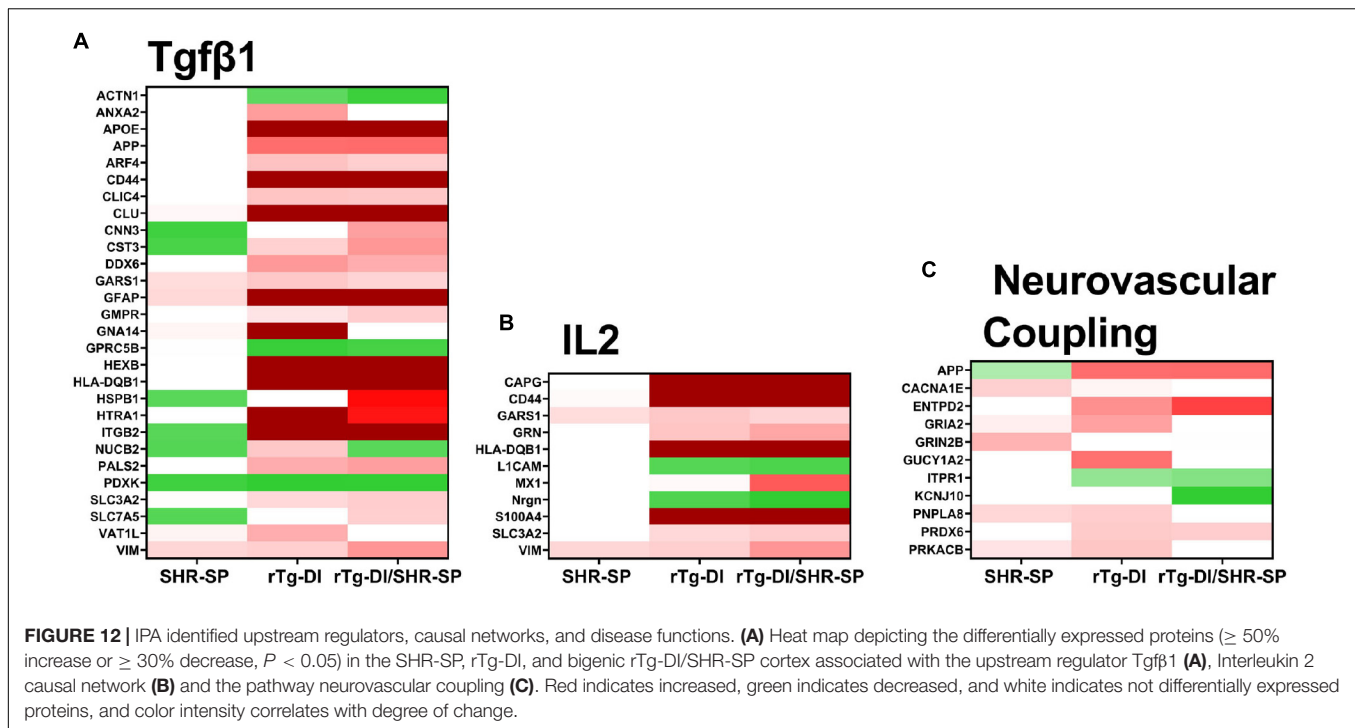 A
Tgfβ1
ACTN1
ANXA2
APOE
APP
ARF4
CD44
CLIC4
CLU
CNN3
CST3
DDX6
GARS1
GFAP
GMPR
GNA14
GPRC5B
HEXB
HLA-DQB1
HSPB1
HTRA1
ITGB2
NUCB2
PALS2
PDXK
SLC3A2
SLC7A5
VAT1L
VIM
SHR-SP rTg-DI rTg-DI/SHR-SP
B
IL2
CAPG
CD44
GARS1
GRN
HLA-DQB1
L1CAM
MX1
Nrgn
S100A4
SLC3A2
VIM
SHR-SP rTg-DI rTg-DI/SHR-SP
C
Neurovascular
Coupling
APP
CACNA1E
ENTPD2
GRIA2
GRIN2B
GUCY1A2
ITPR1
KCNJ10
PNPLA8
PRDX6
PRKACB
SHR-SP rTg-DI rTg-DI/SHR-SP
FIGURE 12 | IPA identified upstream regulators, causal networks, and disease functions. (A) Heat map depicting the differentially expressed proteins (≥ 50%
increase or ≥ 30% decrease, P < 0.05) in the SHR-SP, rTg-DI, and bigenic rTg-DI/SHR-SP cortex associated with the upstream regulator Tgfβ1 (A), Interleukin 2
causal network (B) and the pathway neurovascular coupling (C). Red indicates increased, green indicates decreased, and white indicates not differentially expressed
proteins, and color intensity correlates with degree of change.